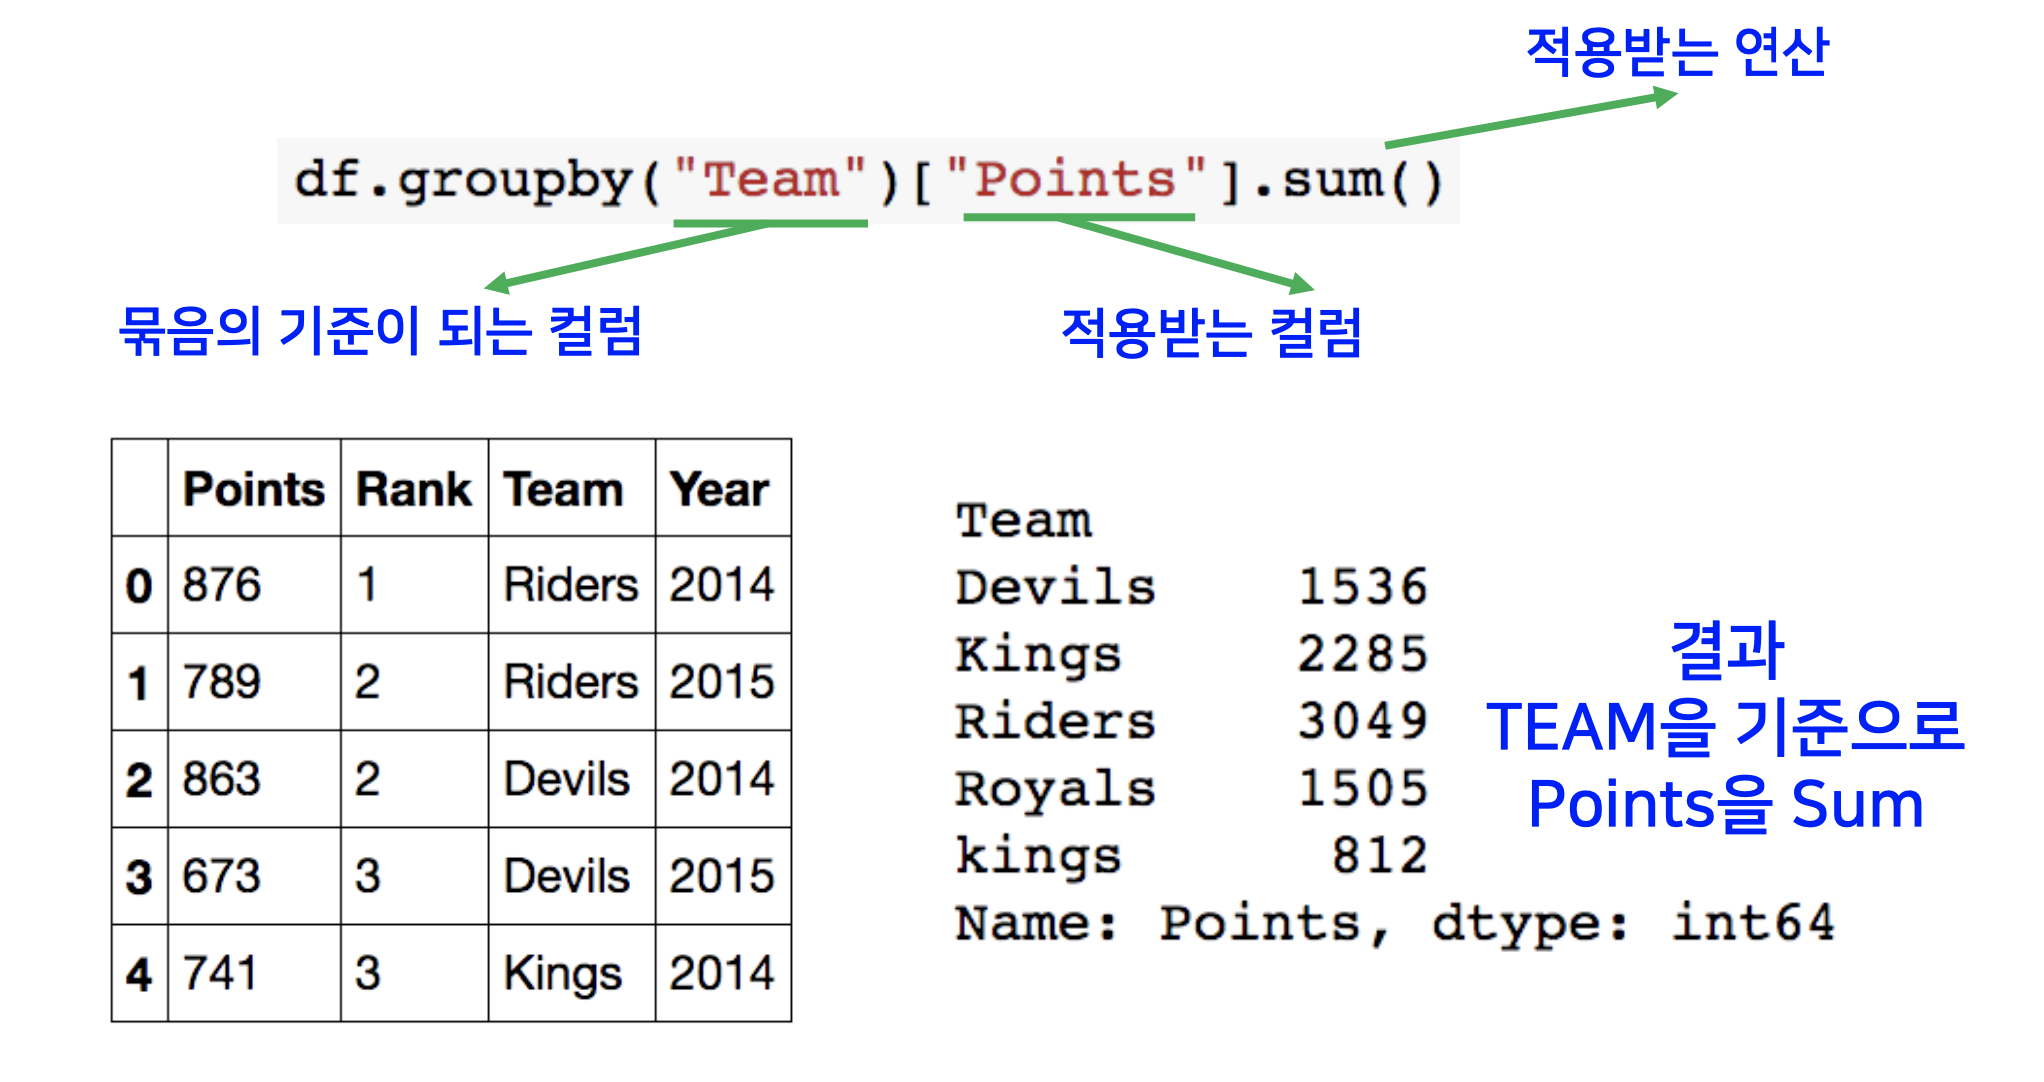 적용받는 연산
df.groupby("Team")["Points"].sum()
묶음의 기준이 되는 컬럼
적용받는 컬럼
Points Rank Team Year
0 876 1 Riders 2014
1 789 2 Riders 2015
2 863 2 Devils 2014
3 673 3 Devils 2015
4 741 3 Kings 2014
Team
Devils 1536
Kings 2285
Riders 3049
Royals 1505
kings 812
Name: Points, dtype: int64
결과
TEAM을 기준으로
Points을 Sum